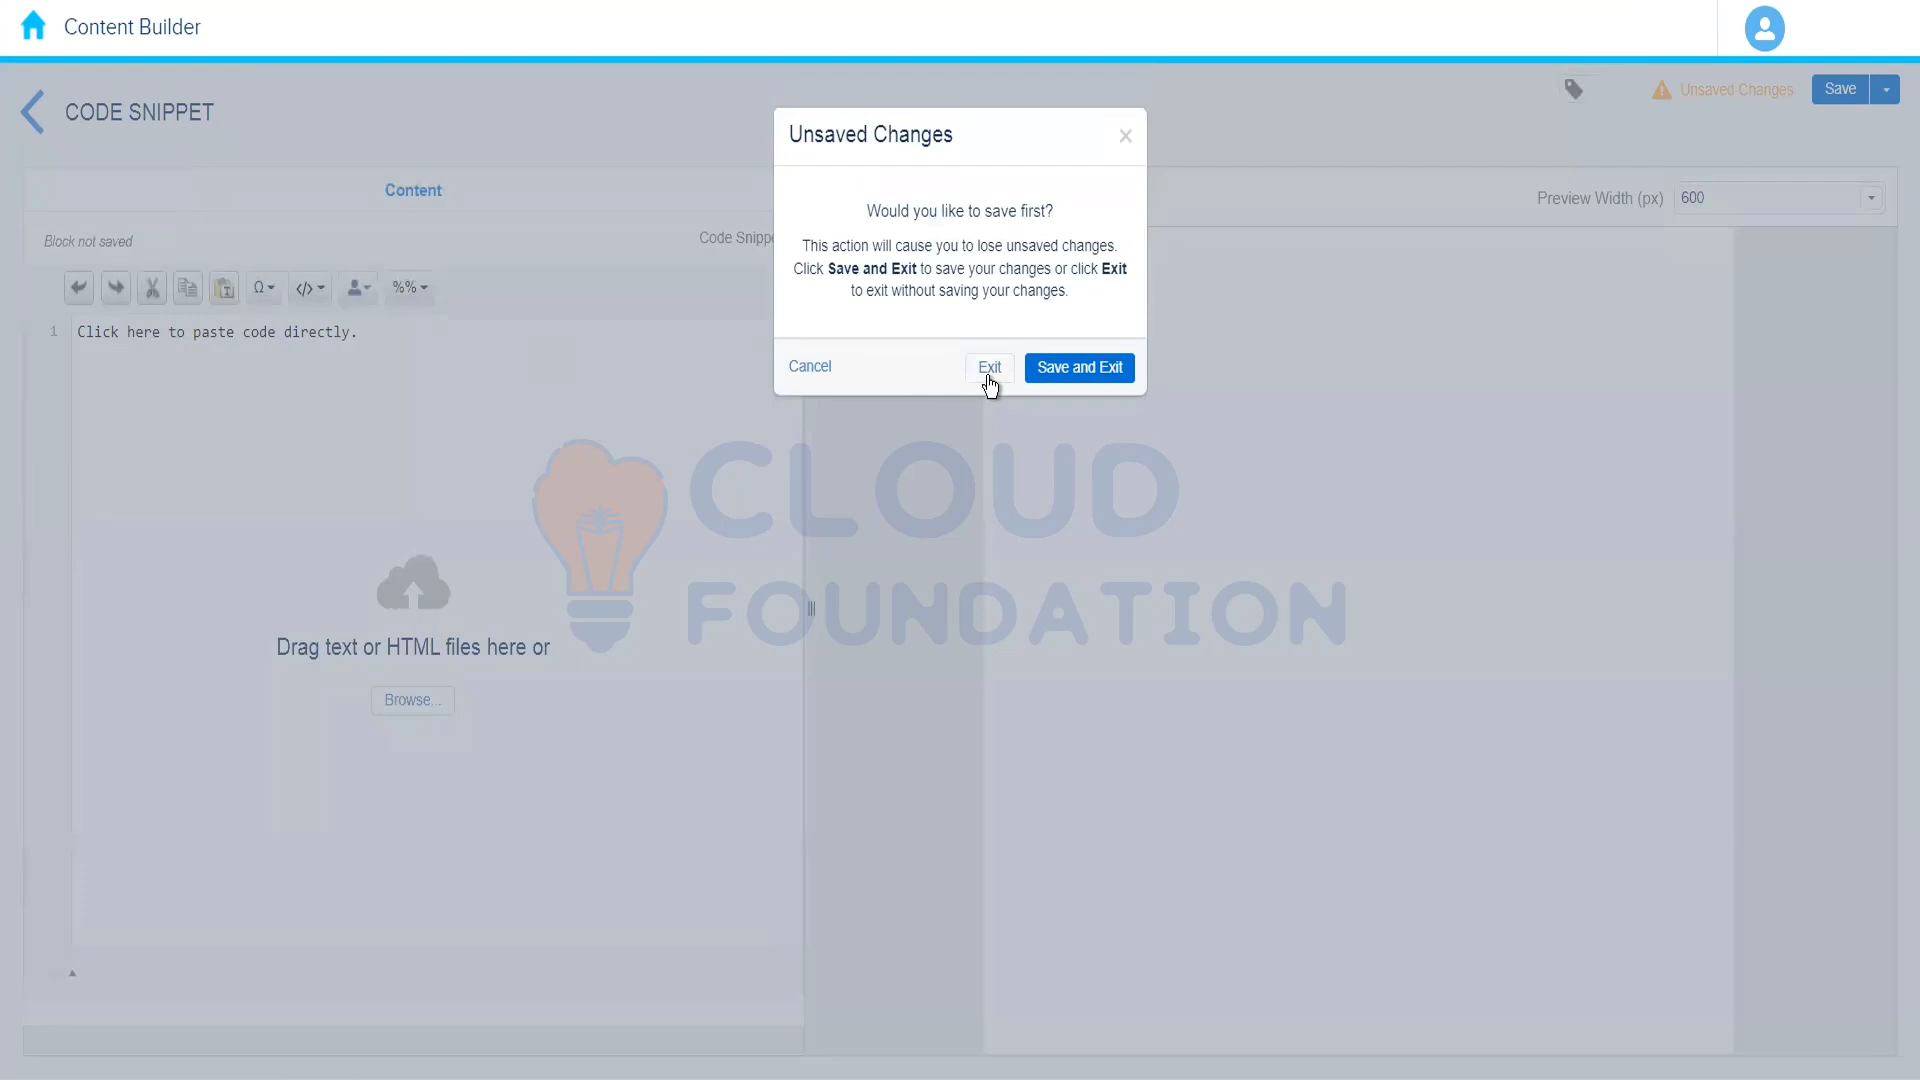 Content Builder
CODE SNIPPET
Unsaved Changes
Save
Unsaved Changes
×
Content
Preview Width (px)
600
Would you like to save first?
This action will cause you to lose unsaved changes.
Click Save and Exit to save your changes or click Exit
to exit without saving your changes.
Block not saved
Code Snippe
Ω
</>
%%
1
Click here to paste code directly.
Cancel
Exit
Save and Exit
CLOUD
FOUNDATION
Drag text or HTML files here or
Browse...